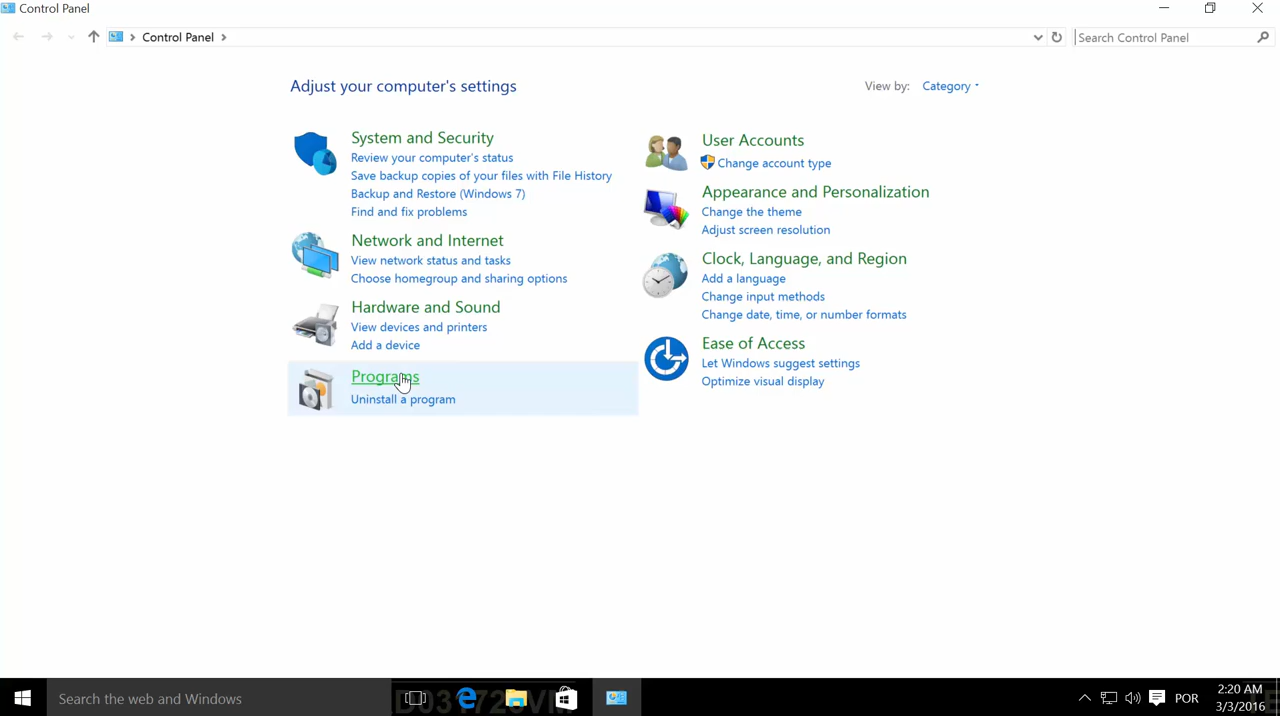 Control Panel
Control Panel
Search Control Panel
Adjust your computer's settings
View by: Category
System and Security
Review your computer's status
Save backup copies of your files with File History
Backup and Restore (Windows 7)
Find and fix problems
Network and Internet
View network status and tasks
Choose homegroup and sharing options
Hardware and Sound
View devices and printers
Add a device
Programs
Uninstall a program
User Accounts
Change account type
Appearance and Personalization
Change the theme
Adjust screen resolution
Clock, Language, and Region
Add a language
Change input methods
Change date, time, or number formats
Ease of Access
Let Windows suggest settings
Optimize visual display
Search the web and Windows
POR
2:20 AM
3/3/2016